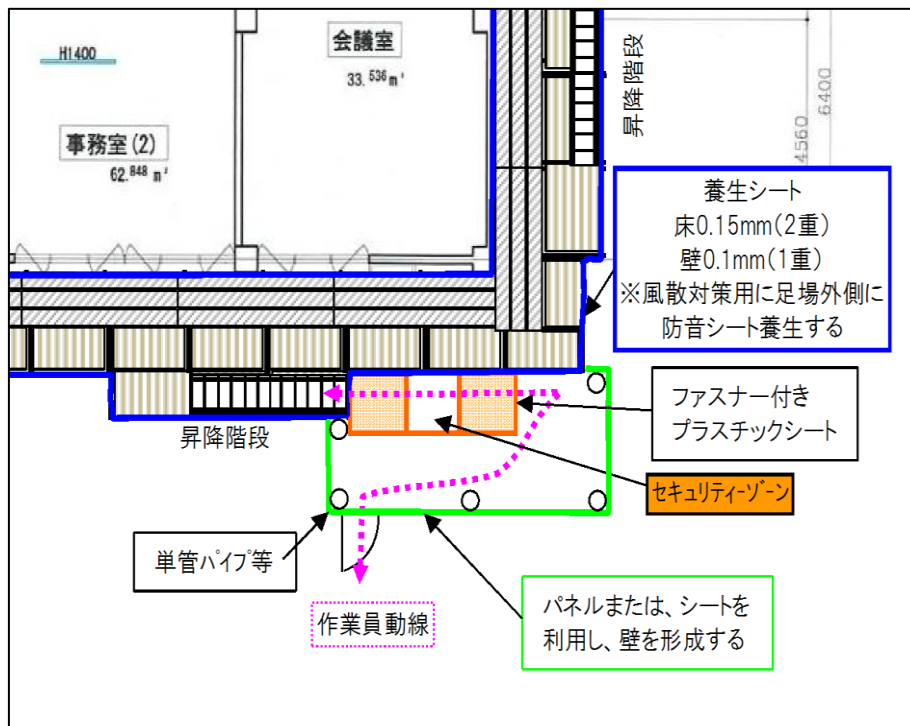 H1400
会議室
33.536㎡
事務室(2)
62.848 ㎡
昇降階段
4560
6400
養生シート
床0.15mm(2重)
壁0.1mm(1重)
※風散対策用に足場外側に
防音シート養生する
昇降階段
ファスナー付き
プラスチックシート
セキュリティーゾーン
単管パイプ等
作業員動線
パネルまたは、シートを
利用し、壁を形成する